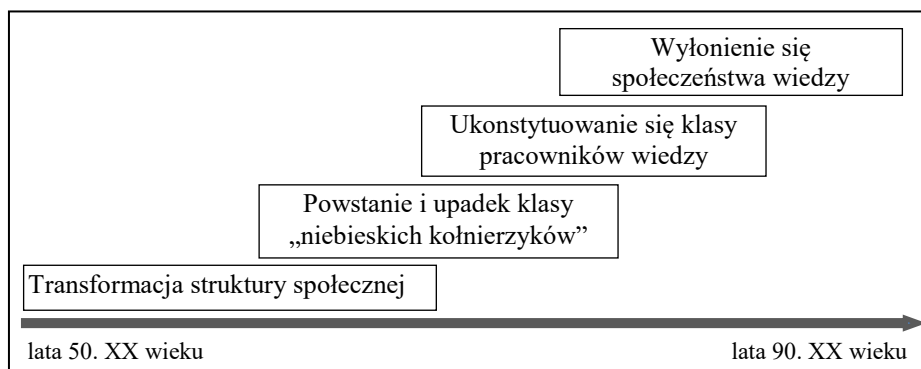 Wyłonienie się
społeczeństwa wiedzy
Ukonstytuowanie się klasy
pracowników wiedzy
Powstanie i upadek klasy
„niebieskich kołnierzyków”
Transformacja struktury społecznej
lata 50. XX wieku
lata 90. XX wieku